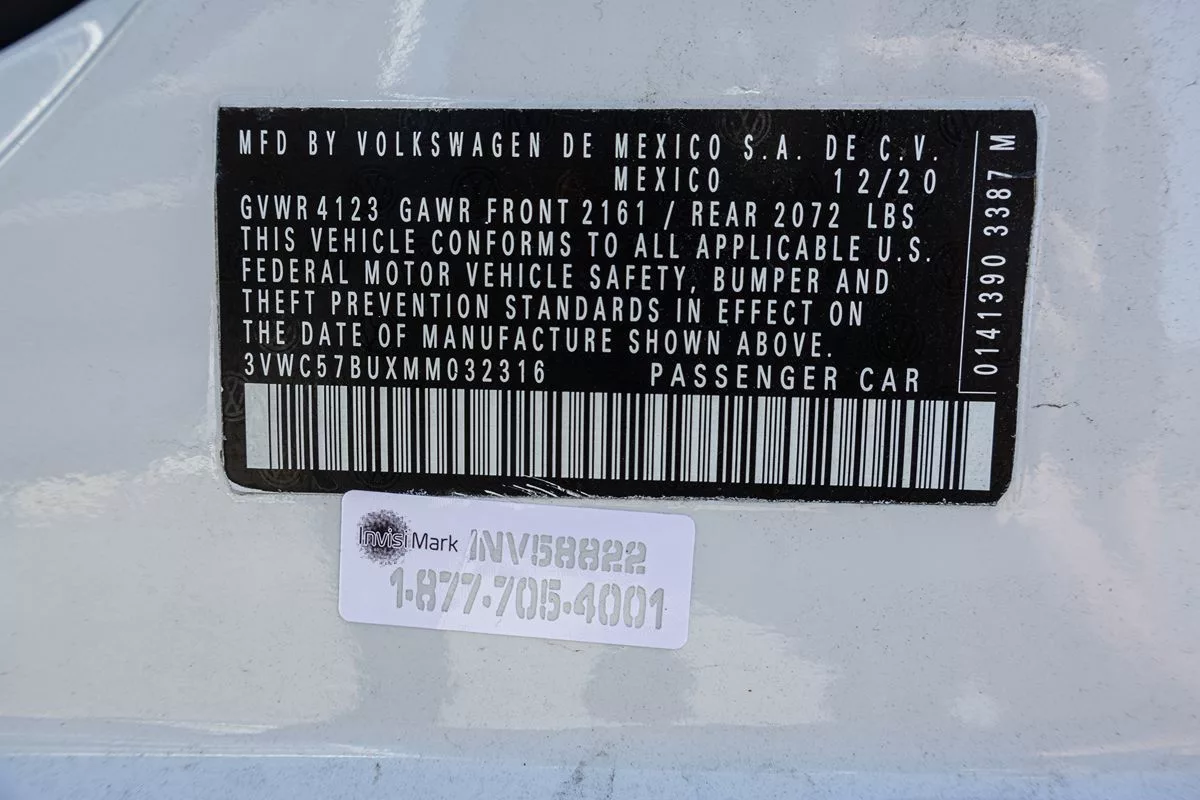 MFD BY VOLKSWAGEN DE MEXICO S.A. DE C.V.
MEXICO 12/20
GVWR 4123 GAWR FRONT 2161 / REAR 2072 LBS
THIS VEHICLE CONFORMS TO ALL APPLICABLE U.S.
FEDERAL MOTOR VEHICLE SAFETY, BUMPER AND
THEFT PREVENTION STANDARDS IN EFFECT ON
THE DATE OF MANUFACTURE SHOWN ABOVE.
3VWC57BUXMM032316 PASSENGER CAR
0141390 3387 M
InvisiMark INV58822
1-877-705-4001